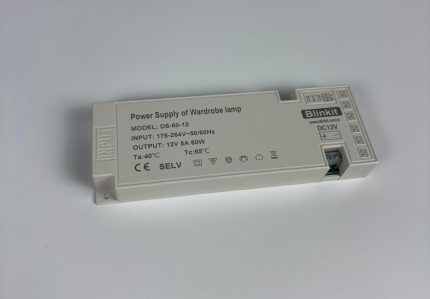 Power Supply of Wardrobe lamp
MODEL: DS-60-12
INPUT: 176-264V~50/60Hz
OUTPUT: 12V 5A 60W
Ta:40°C Tc:65°C
CE SELV
INPUT
Blinkit
DC12V
+ -